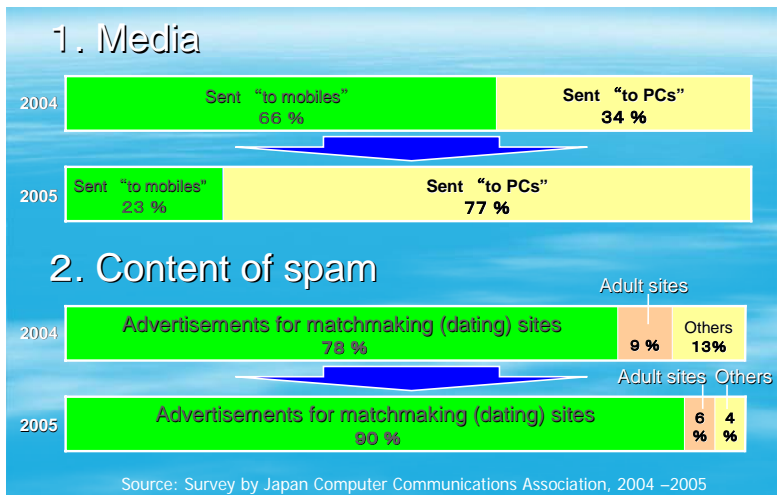 1. Media
2004
Sent “to mobiles”
66 %
Sent “to PCs”
34 %
2005
Sent “to mobiles”
23 %
Sent “to PCs”
77 %
2. Content of spam
Adult sites
2004
Advertisements for matchmaking (dating) sites
78 %
9 %
Others
13%
Adult sites Others
2005
Advertisements for matchmaking (dating) sites
90 %
6
%
4
%
Source: Survey by Japan Computer Communications Association, 2004 –2005